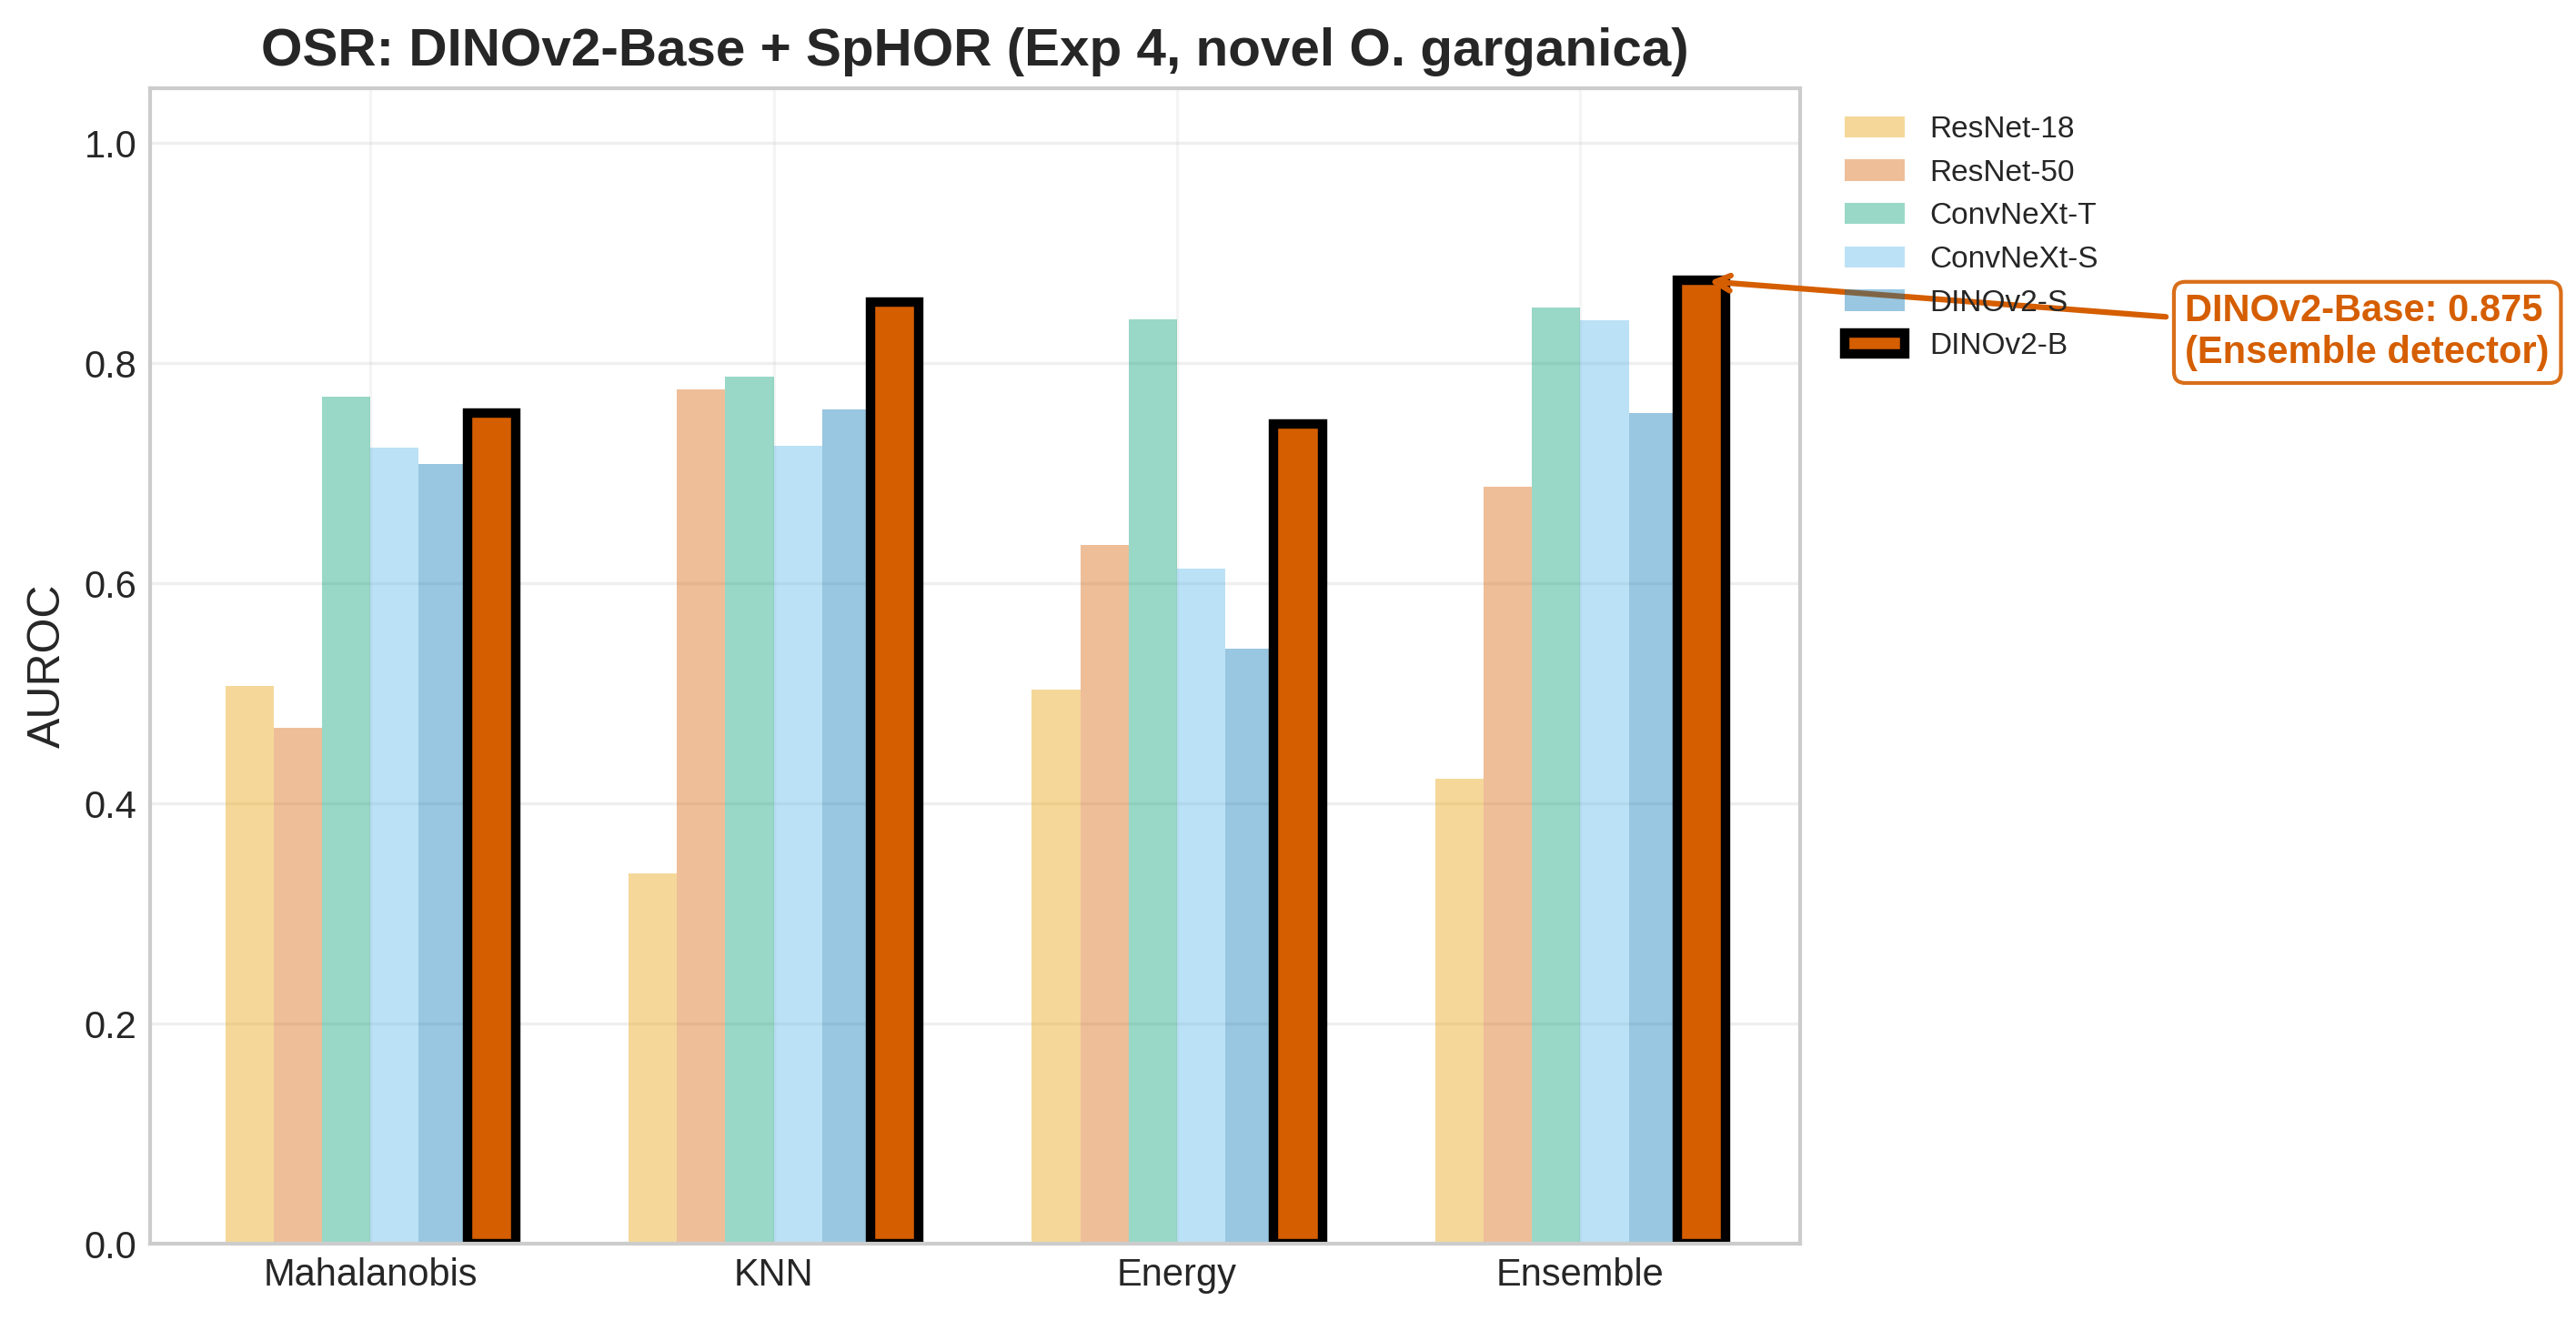 OSR: DINOv2-Base + SpHOR (Exp 4, novel O. garganica)
AUROC
1.0
0.8
0.6
0.4
0.2
0.0
Mahalanobis
KNN
Energy
Ensemble
ResNet-18
ResNet-50
ConvNeXt-T
ConvNeXt-S
DINOv2-S
DINOv2-B
DINOv2-Base: 0.875
(Ensemble detector)